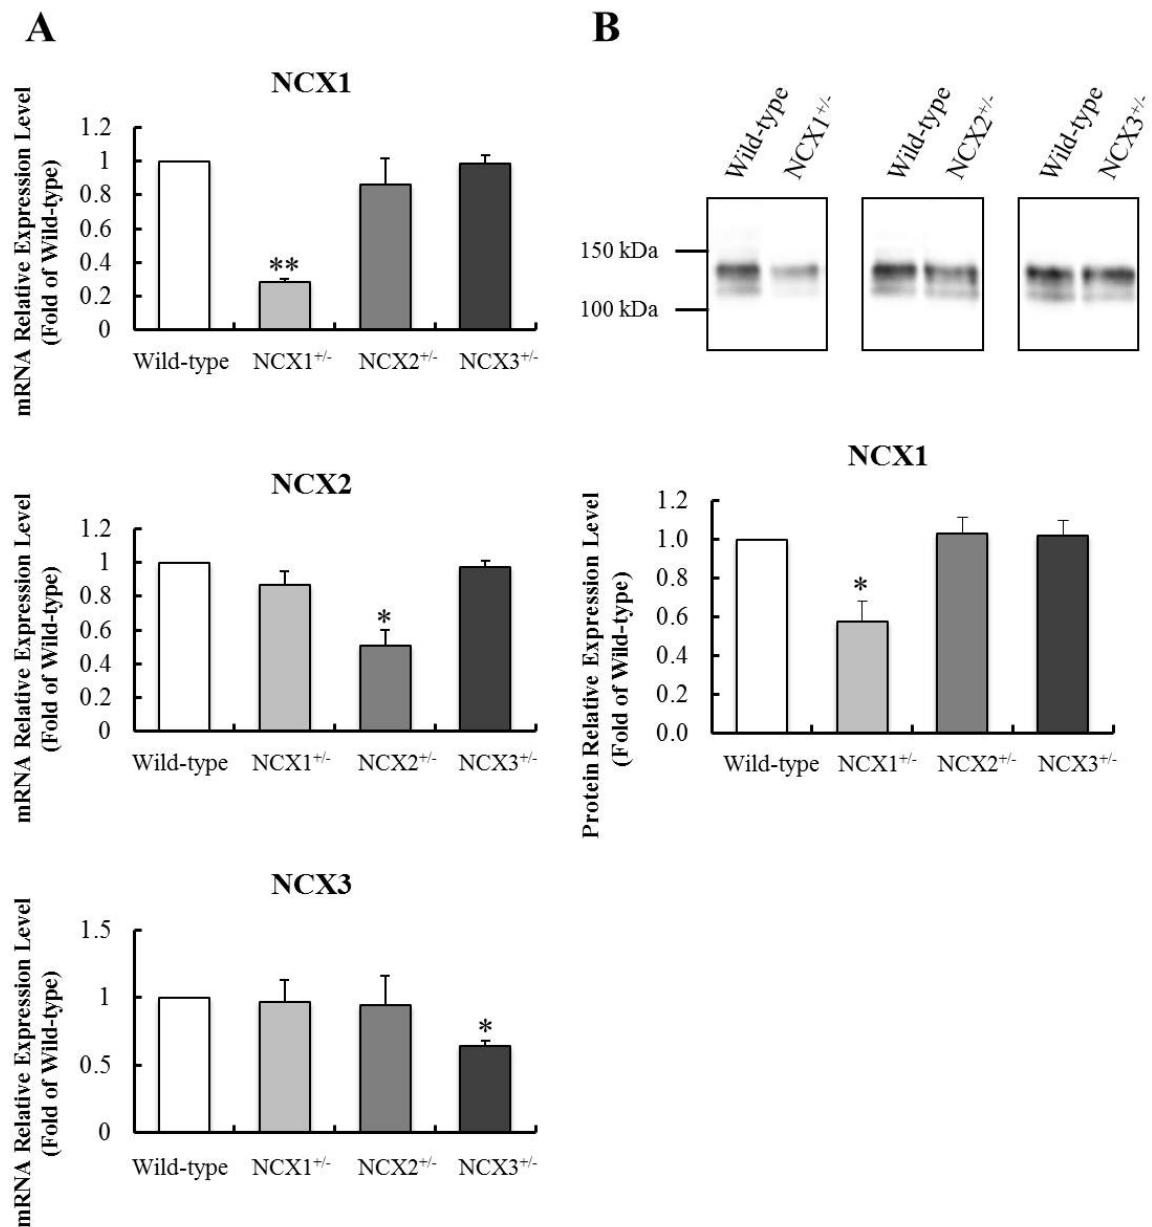 A
NCX1
mRNA Relative Expression Level
(Fold of Wild-type)
1.2
1
0.8
0.6
0.4
0.2
0
**
Wild-type NCX1+/- NCX2+/- NCX3+/-
NCX2
mRNA Relative Expression Level
(Fold of Wild-type)
1.2
1
0.8
0.6
0.4
0.2
0
*
Wild-type NCX1+/- NCX2+/- NCX3+/-
NCX3
mRNA Relative Expression Level
(Fold of Wild-type)
1.5
1
0.5
0
*
Wild-type NCX1+/- NCX2+/- NCX3+/-
B
Wild-type NCX1+/- Wild-type NCX2+/- Wild-type NCX3+/-
150 kDa
100 kDa
NCX1
Protein Relative Expression Level
(Fold of Wild-type)
1.2
1.0
0.8
0.6
0.4
0.2
0.0
*
Wild-type NCX1+/- NCX2+/- NCX3+/-